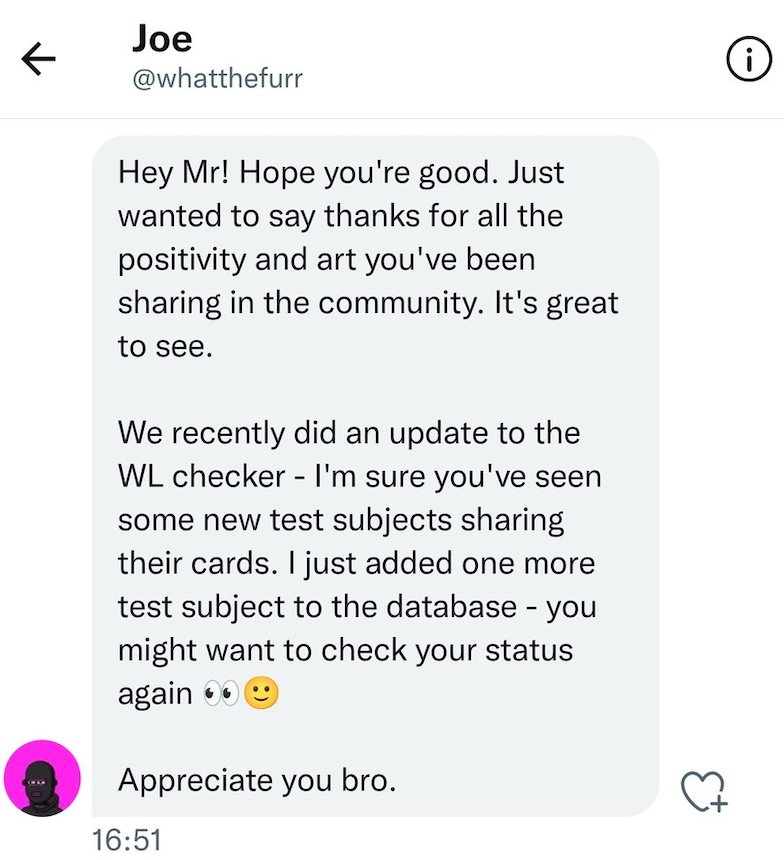 Joe
@whatthefurr
Hey Mr! Hope you're good. Just
wanted to say thanks for all the
positivity and art you've been
sharing in the community. It's great
to see.
We recently did an update to the
WL checker - I'm sure you've seen
some new test subjects sharing
their cards. I just added one more
test subject to the database - you
might want to check your status
again 👀🙂
Appreciate you bro.
16:51